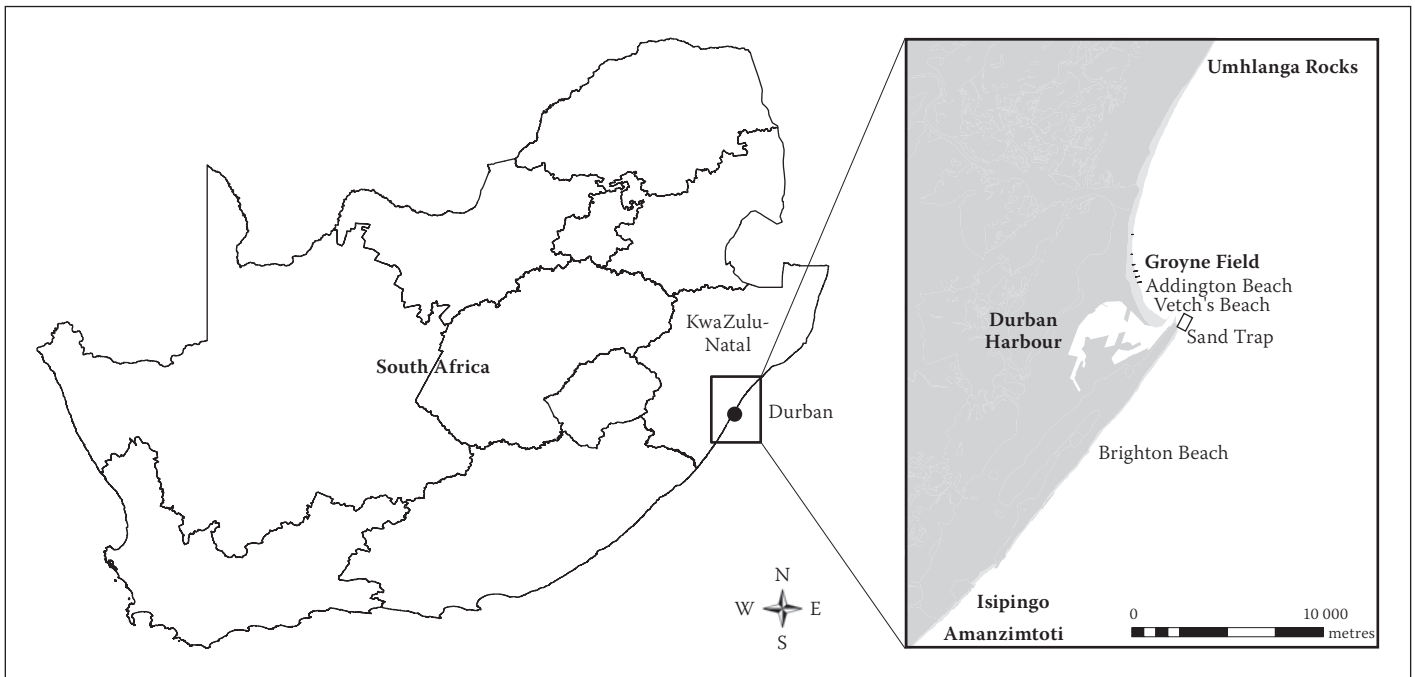 KwaZulu-
Natal
South Africa
Durban
N
W E
S
Umhlanga Rocks
Groyne Field
Addington Beach
Vetch's Beach
Durban
Harbour
Sand Trap
Brighton Beach
Isipingo
Amanzimtoti
0 10 000
metres